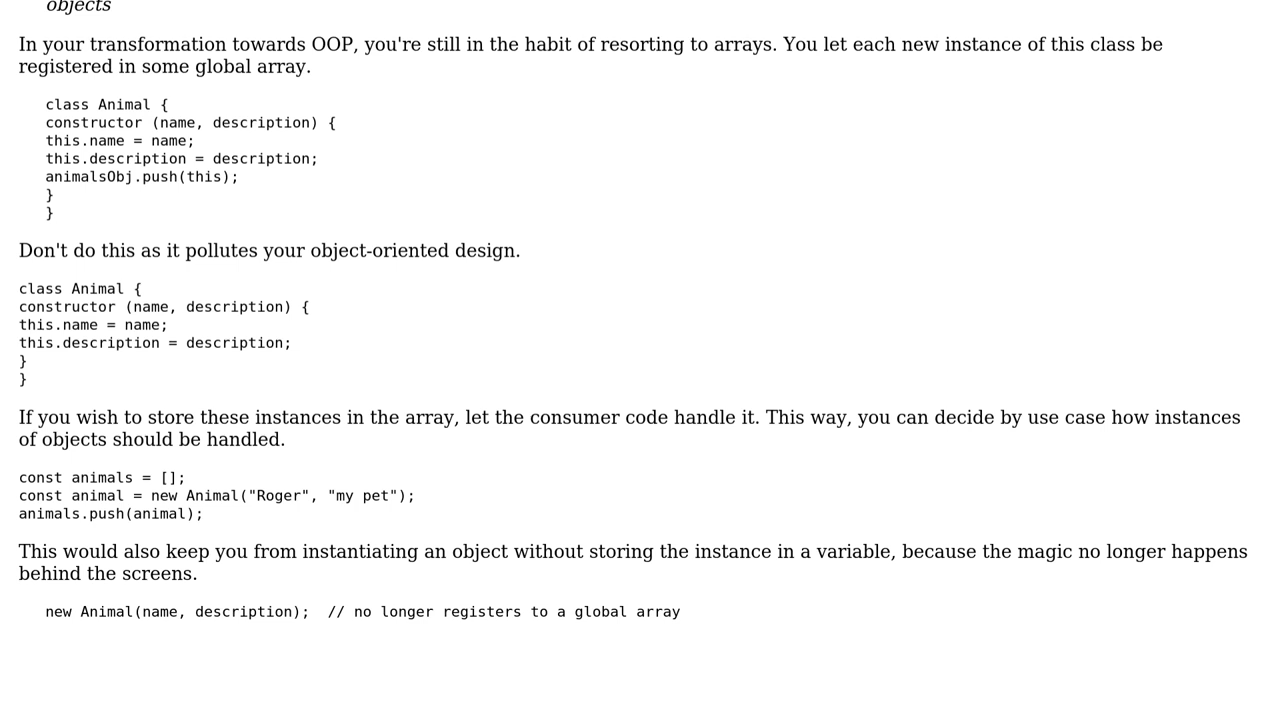 objects
In your transformation towards OOP, you're still in the habit of resorting to arrays. You let each new instance of this class be
registered in some global array.
class Animal {
constructor (name, description) {
this.name = name;
this.description = description;
animalsObj.push(this);
}
}
Don't do this as it pollutes your object-oriented design.
class Animal {
constructor (name, description) {
this.name = name;
this.description = description;
}
}
If you wish to store these instances in the array, let the consumer code handle it. This way, you can decide by use case how instances
of objects should be handled.
const animals = [];
const animal = new Animal("Roger", "my pet");
animals.push(animal);
This would also keep you from instantiating an object without storing the instance in a variable, because the magic no longer happens
behind the screens.
new Animal(name, description);  // no longer registers to a global array